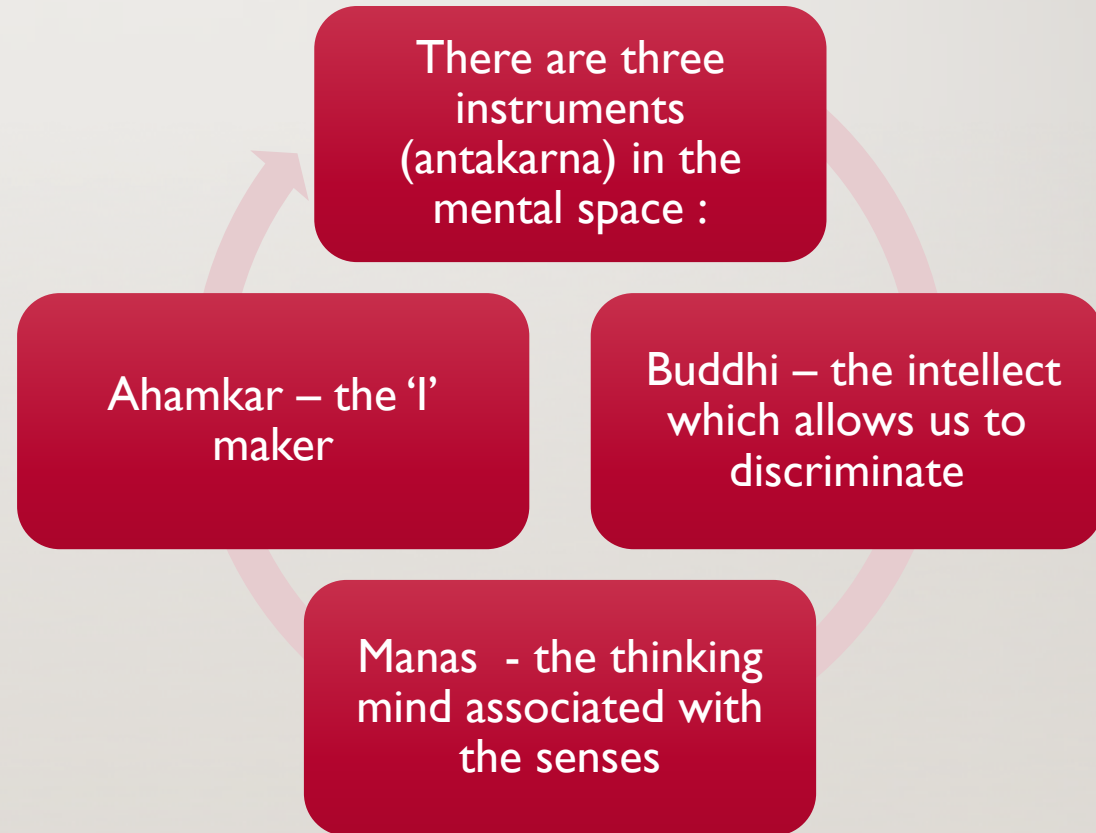 There are three
instruments
(antakarna) in the
mental space :
Buddhi – the intellect
which allows us to
discriminate
Manas - the thinking
mind associated with
the senses
Ahamkar – the ‘I’
maker